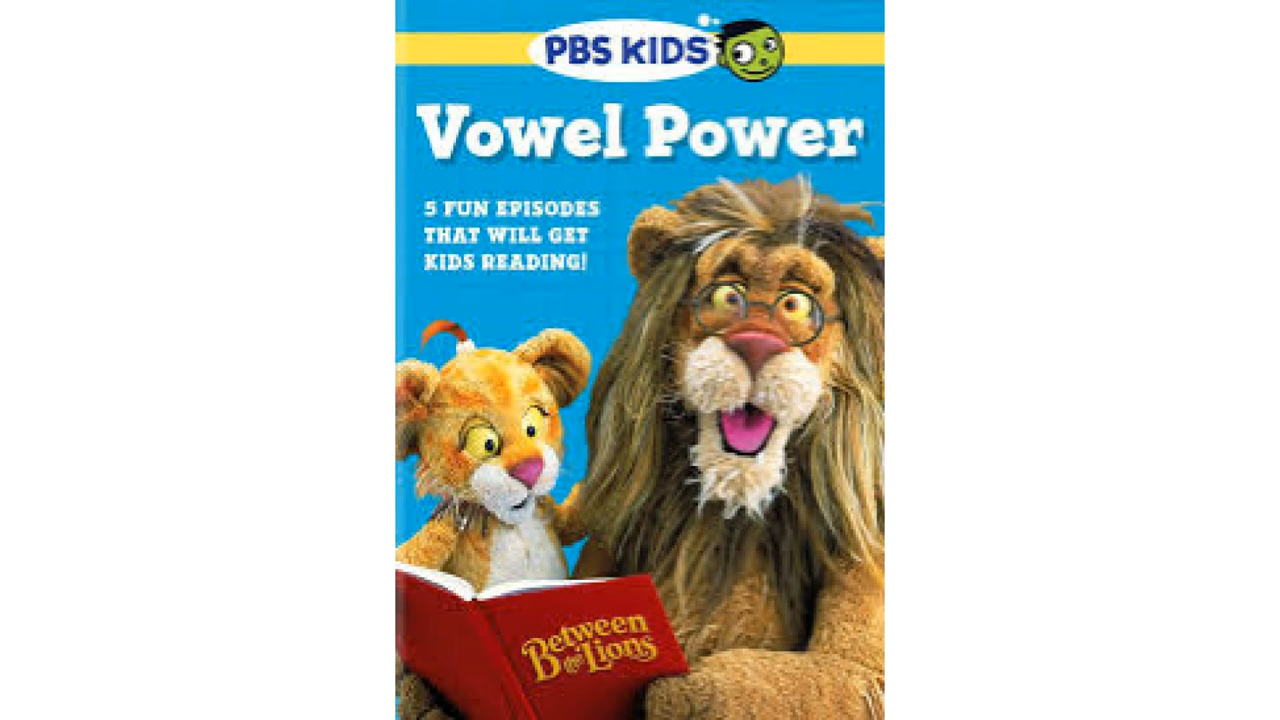 PBS KIDS
Vowel Power
5 FUN EPISODES
THAT WILL GET
KIDS READING!
Between
the Lions